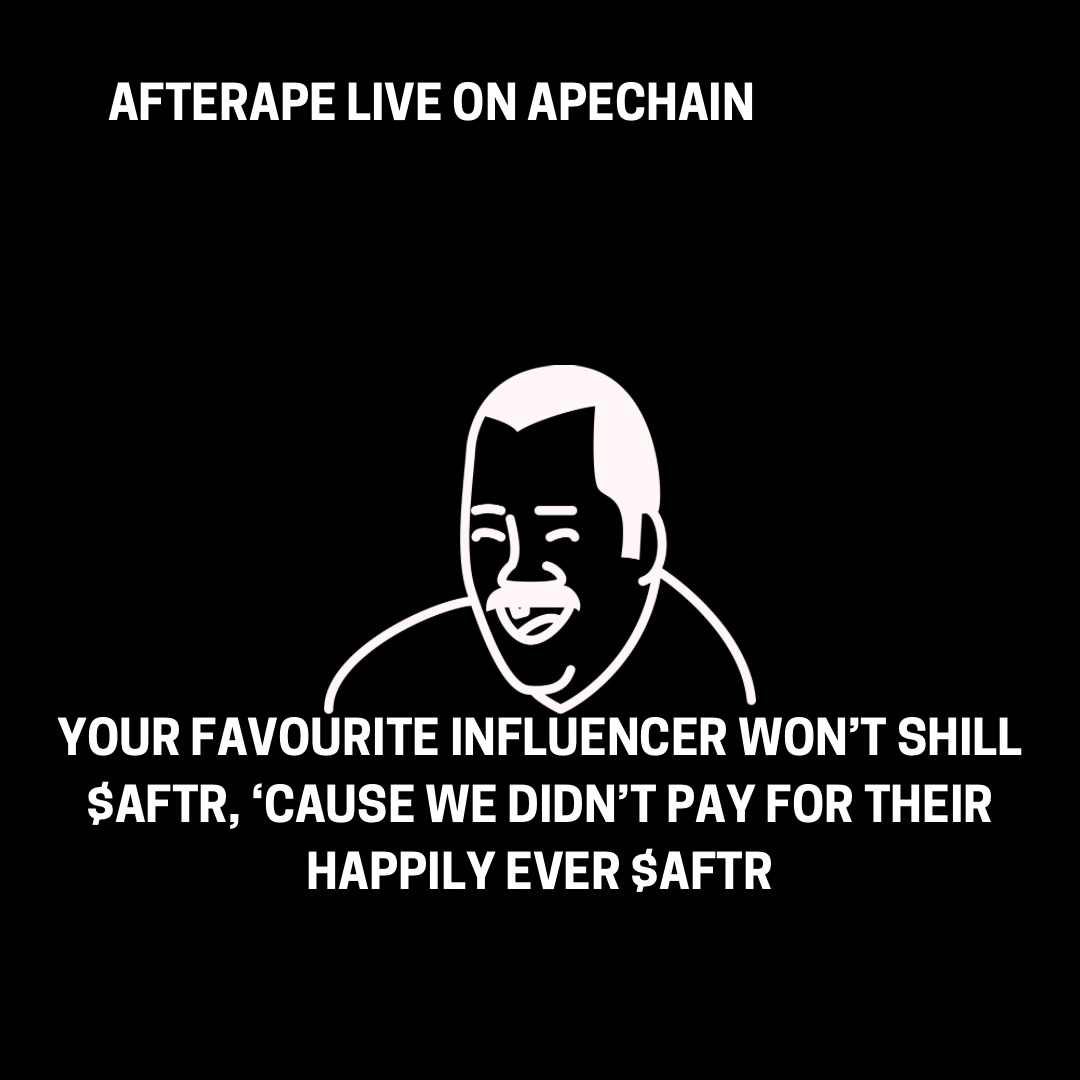 AFTERAPE LIVE ON APECHAIN
YOUR FAVOURITE INFLUENCER WON’T SHILL
$AFTR, ‘CAUSE WE DIDN’T PAY FOR THEIR
HAPPILY EVER $AFTR